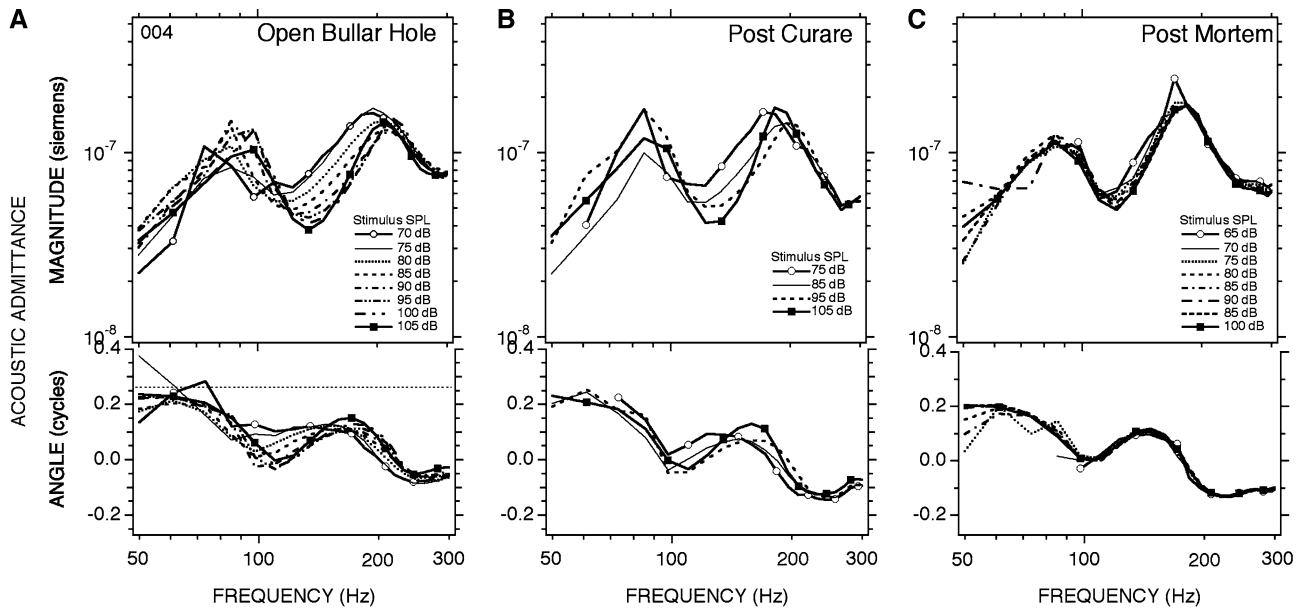 A
B
C
004
Open Bullar Hole
Post Curare
Post Mortem
ACOUSTIC ADMITTANCE
MAGNITUDE (siemens)
ANGLE (cycles)
10-7
10-8
Stimulus SPL
70 dB
75 dB
80 dB
85 dB
90 dB
95 dB
100 dB
105 dB
10-7
10-8
Stimulus SPL
75 dB
85 dB
95 dB
105 dB
10-7
10-8
Stimulus SPL
65 dB
70 dB
75 dB
80 dB
85 dB
90 dB
85 dB
100 dB
0.4
0.2
0.0
-0.2
0.4
0.2
0.0
-0.2
0.4
0.2
0.0
-0.2
50 100 200 300
50 100 200 300
50 100 200 300
FREQUENCY (Hz)
FREQUENCY (Hz)
FREQUENCY (Hz)